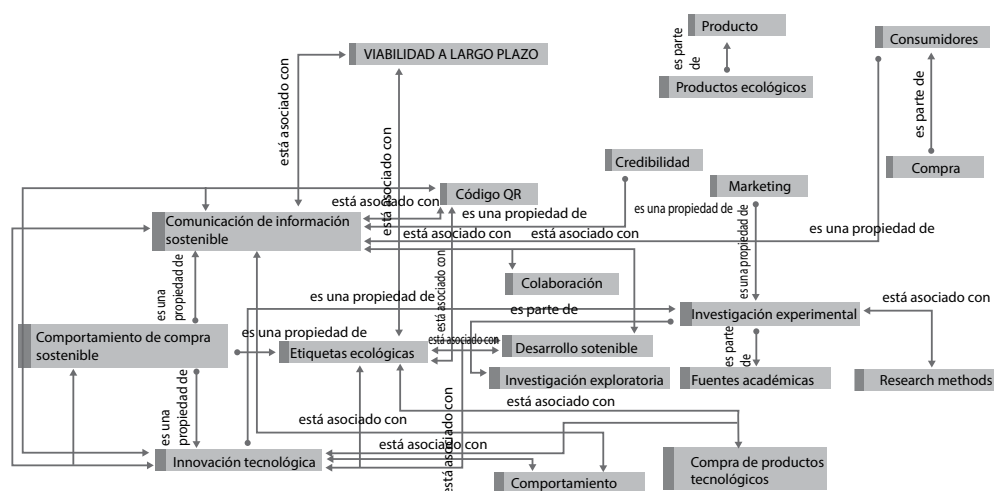 Producto
Consumidores
es parte
de
VIABILIDAD A LARGO PLAZO
Productos ecológicos
está asociado con
es parte de
está asociado con
Credibilidad
Compra
Marketing
Código QR
está asociado con
es una propiedad de
es una propiedad de
Comunicación de información
sostenible
está asociado con
está asociado con
es una propiedad de
es una propiedad de
Colaboración
es una
propiedad de
está asociado con
es una propiedad de
es parte de
está asociado con
Investigación experimental
Comportamiento de compra
sostenible
es una propiedad de
Etiquetas ecológicas
está asociado con
Desarrollo sotenible
es parte
de
Investigación exploratoria
Fuentes académicas
Research methods
es una
propiedad de
está asociado con
está asociado con
está asociado con
Innovación tecnológica
Compra de productos
tecnológicos
Comportamiento